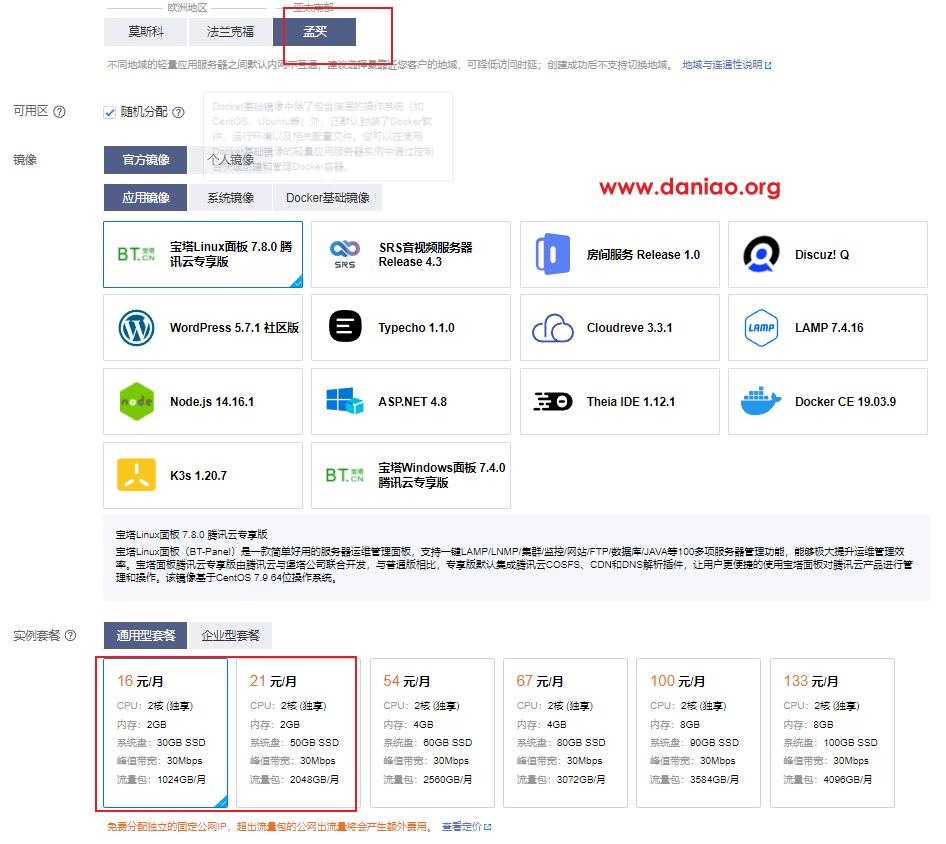 欧洲地区
亚太南部
莫斯科
法兰克福
孟买
不同地域的轻量应用服务器之间默认内网不互通；建议选择最靠近您客户的地域，可降低访问时延；创建成功后不支持切换地域。 地域与连通性说明
可用区
随机分配
Docker基础镜像中除了包含底层的操作系统（如
CentOS、Ubuntu等）外，还默认封装了Docker软
件、运行环境以及相关配置文件。您可以在使用
Docker基础镜像的轻量应用服务器实例中通过控制
台快速创建和管理Docker容器。
镜像
官方镜像
个人镜像
应用镜像
系统镜像
Docker基础镜像
www.daniao.org
BT.宝塔.CN
宝塔Linux面板 7.8.0 腾
讯云专享版
SRS
SRS音视频服务器
Release 4.3
房间服务 Release 1.0
Discuz! Q
WordPress 5.7.1 社区版
Typecho 1.1.0
Cloudreve 3.3.1
LAMP
LAMP 7.4.16
node
Node.js 14.16.1
ASP.NET 4.8
Theia IDE 1.12.1
Docker CE 19.03.9
K3s 1.20.7
BT.宝塔.CN
宝塔Windows面板 7.4.0
腾讯云专享版
宝塔Linux面板 7.8.0 腾讯云专享版
宝塔Linux面板（BT-Panel）是一款简单好用的服务器运维管理面板，支持一键LAMP/LNMP/集群/监控/网站/FTP/数据库/JAVA等100多项服务器管理功能，能够极大提升运维管理效
率。宝塔面板腾讯云专享版由腾讯云与堡塔公司联合开发，与普通版相比，专享版默认集成腾讯云COSFS、CDN和DNS解析插件，让用户更便捷的使用宝塔面板对腾讯云产品进行管
理和操作。该镜像基于CentOS 7.9 64位操作系统。
实例套餐
通用型套餐
企业型套餐
16 元/月
CPU：2核 (独享)
内存：2GB
系统盘：30GB SSD
峰值带宽：30Mbps
流量包：1024GB/月
21 元/月
CPU：2核 (独享)
内存：2GB
系统盘：50GB SSD
峰值带宽：30Mbps
流量包：2048GB/月
54 元/月
CPU：2核 (独享)
内存：4GB
系统盘：60GB SSD
峰值带宽：30Mbps
流量包：2560GB/月
67 元/月
CPU：2核 (独享)
内存：4GB
系统盘：80GB SSD
峰值带宽：30Mbps
流量包：3072GB/月
100 元/月
CPU：2核 (独享)
内存：8GB
系统盘：90GB SSD
峰值带宽：30Mbps
流量包：3584GB/月
133 元/月
CPU：2核 (独享)
内存：8GB
系统盘：100GB SSD
峰值带宽：30Mbps
流量包：4096GB/月
免费分配独立的固定公网IP，超出流量包的公网出流量将会产生额外费用。 查看定价